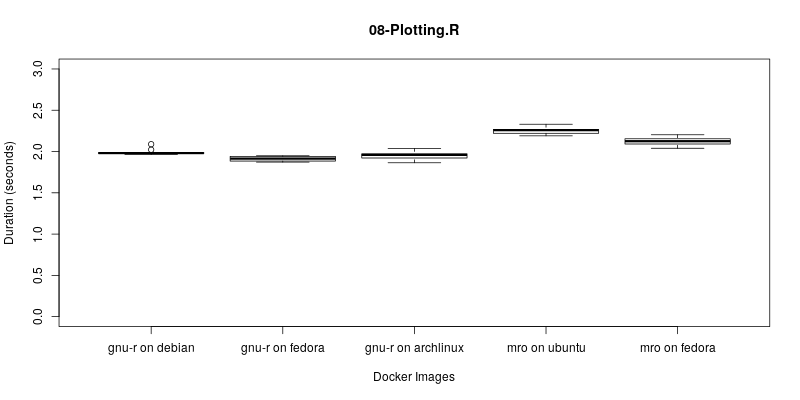 08-Plotting.R
Duration (seconds)
3.0
2.5
2.0
1.5
1.0
0.5
0.0
gnu-r on debian
gnu-r on fedora
gnu-r on archlinux
mro on ubuntu
mro on fedora
Docker Images